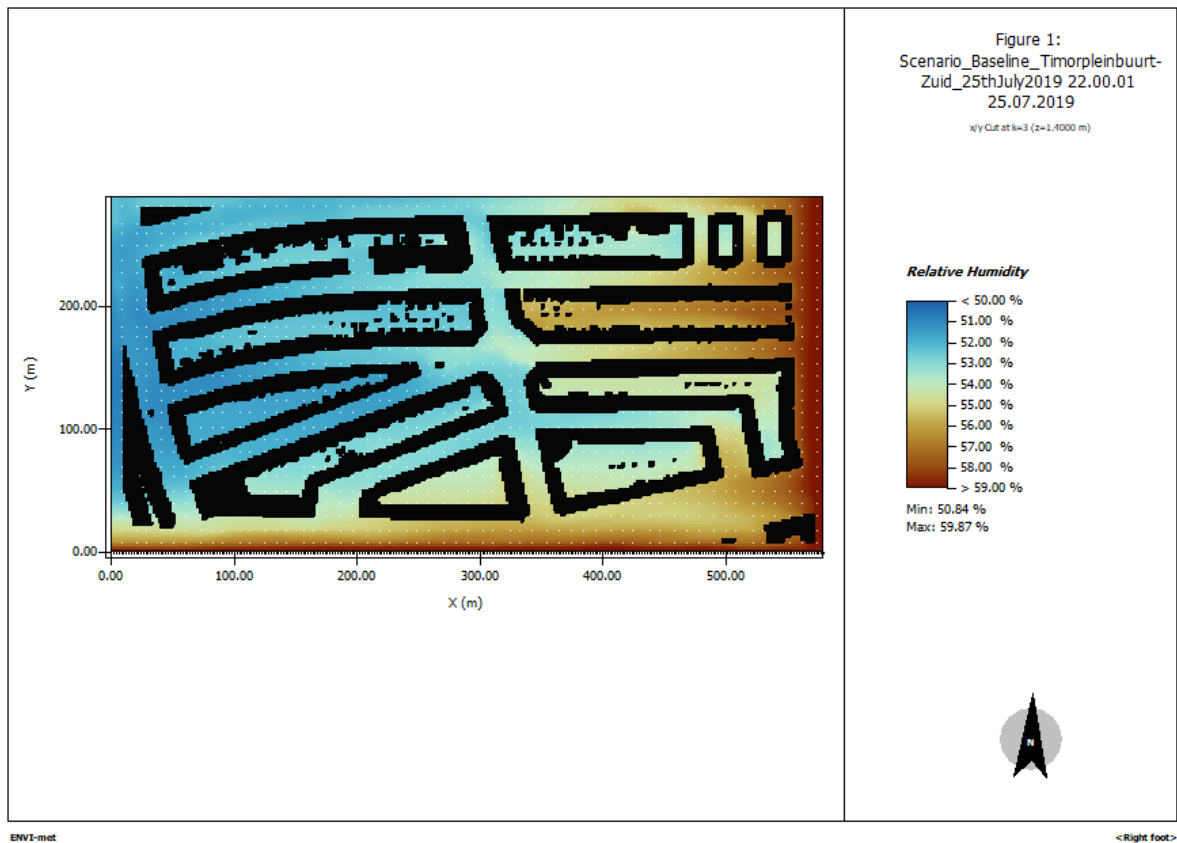 Figure 1:
Scenario_Baseline_Timorpleinbuurt-
Zuid_25thJuly2019 22.00.01
25.07.2019
x/y Cut at k=3 (z=1.4000 m)
Y (m)
200.00
100.00
0.00
0.00 100.00 200.00 300.00 400.00 500.00
X (m)
Relative Humidity
< 50.00 %
51.00 %
52.00 %
53.00 %
54.00 %
55.00 %
56.00 %
57.00 %
58.00 %
> 59.00 %
Min: 50.84 %
Max: 59.87 %
N
ENVI-met
<Right foot>